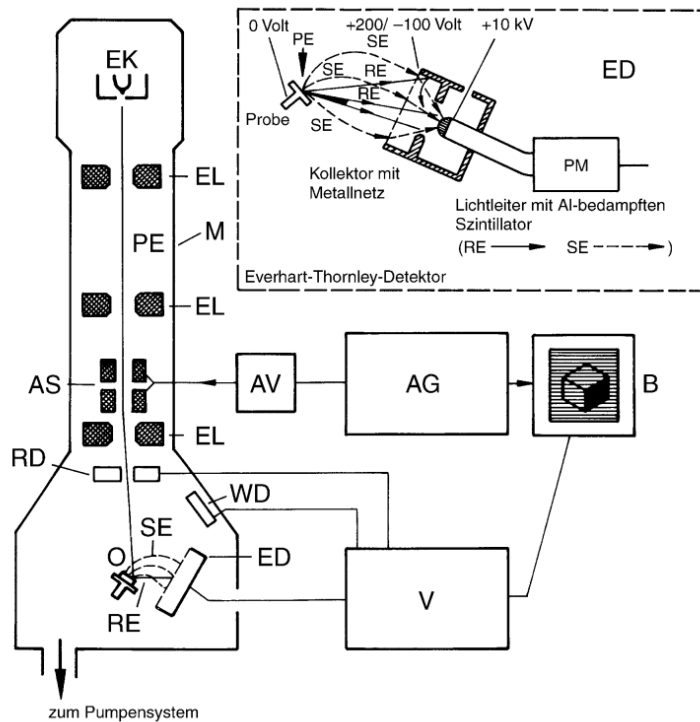 EK
EL
PE
M
EL
AS
EL
RD
WD
SE
O
ED
RE
zum Pumpensystem
AV
AG
B
V
0 Volt
+200/ −100 Volt
+10 kV
PE
SE
SE
RE
RE
SE
ED
Probe
Kollektor mit
Metallnetz
PM
Lichtleiter mit Al-bedampften
Szintillator
(RE SE )
Everhart-Thornley-Detektor